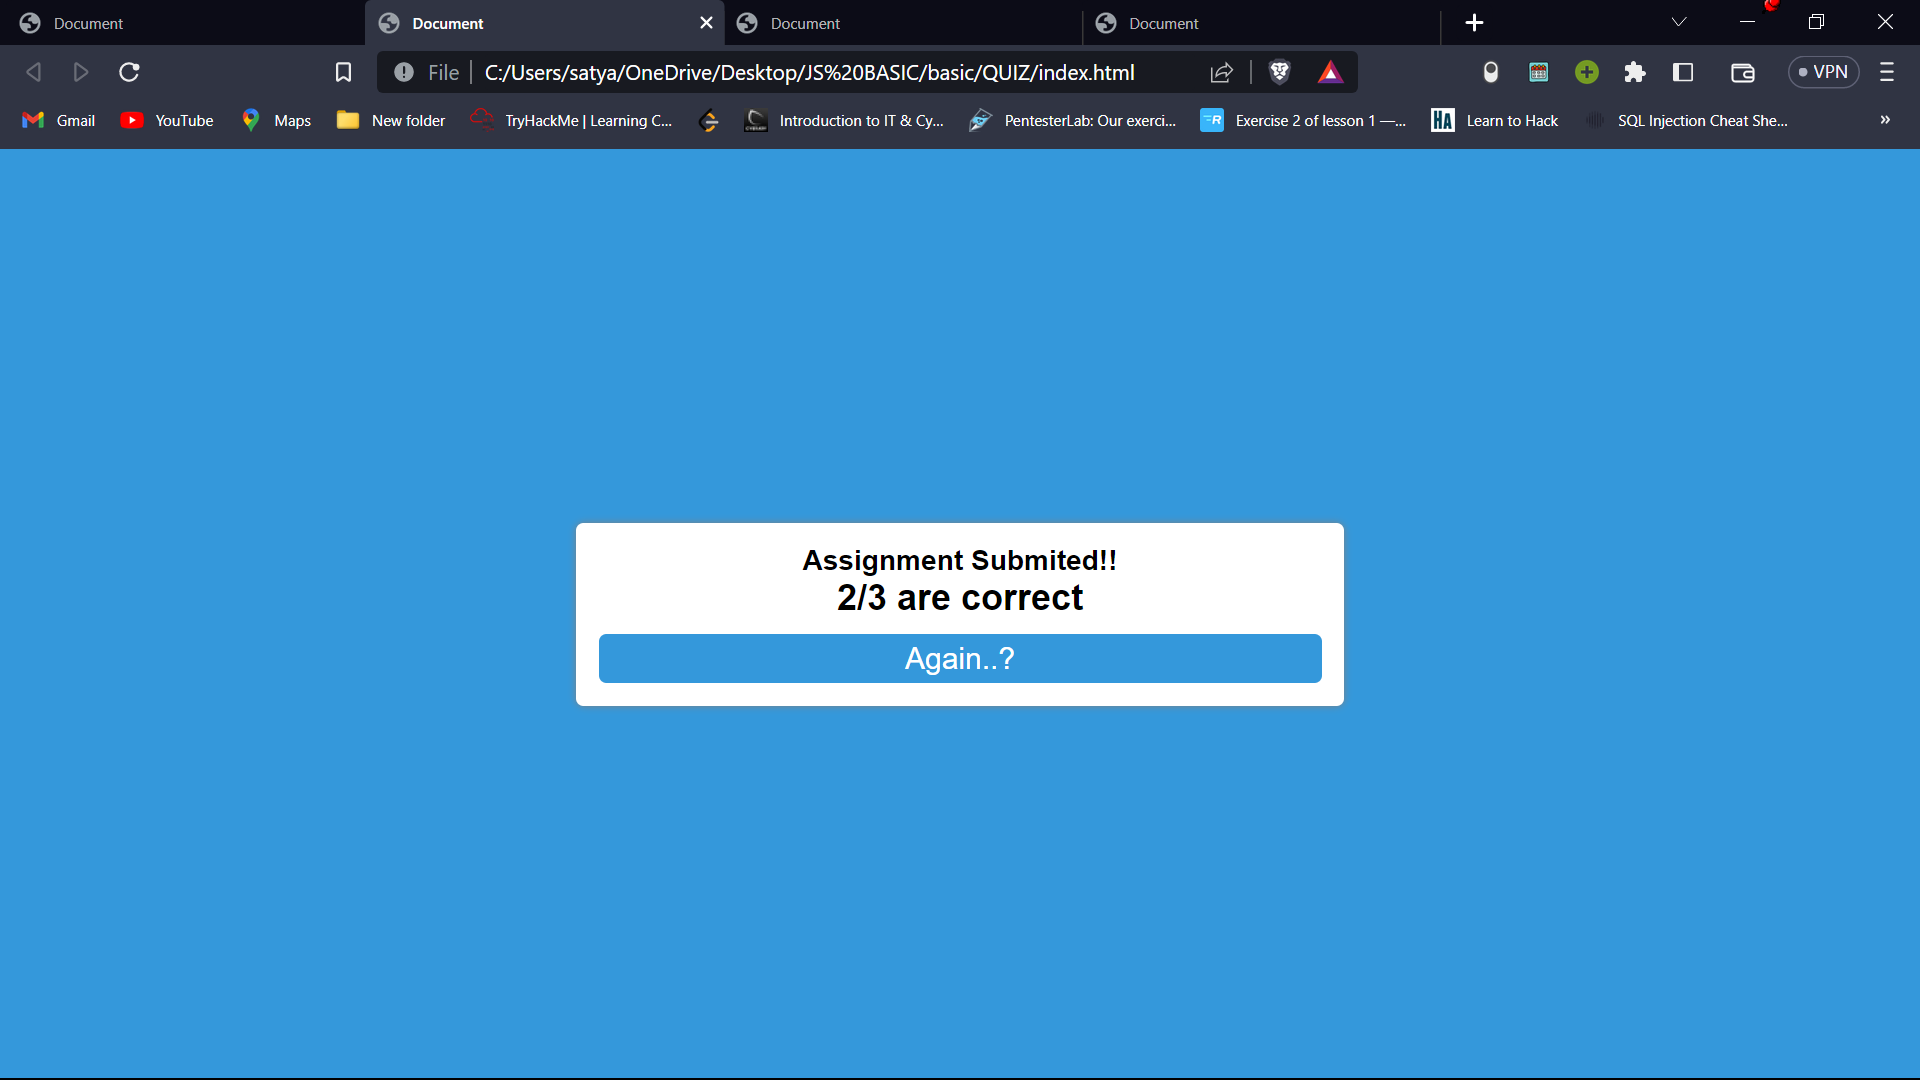 Document Document Document Document
File C:/Users/satya/OneDrive/Desktop/JS%20BASIC/basic/QUIZ/index.html VPN
Gmail YouTube Maps New folder TryHackMe | Learning C... Introduction to IT & Cy... PentesterLab: Our exerci... Exercise 2 of lesson 1 —... HA Learn to Hack SQL Injection Cheat She... »
Assignment Submited!!
2/3 are correct
Again..?